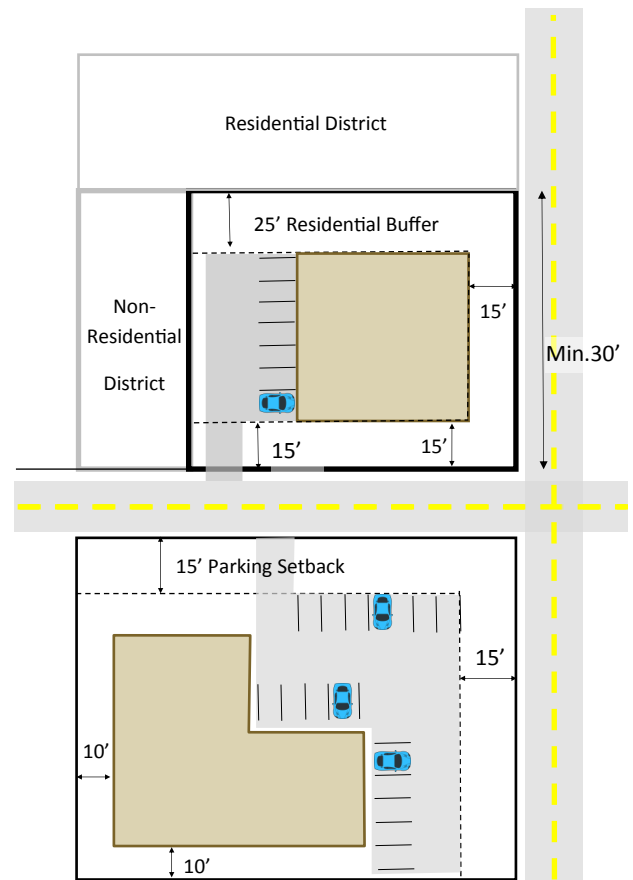 Residential District
25’ Residential Buffer
Non-
Residential
District
15’
Min.30’
15’
15’
15’ Parking Setback
15’
10’
10’